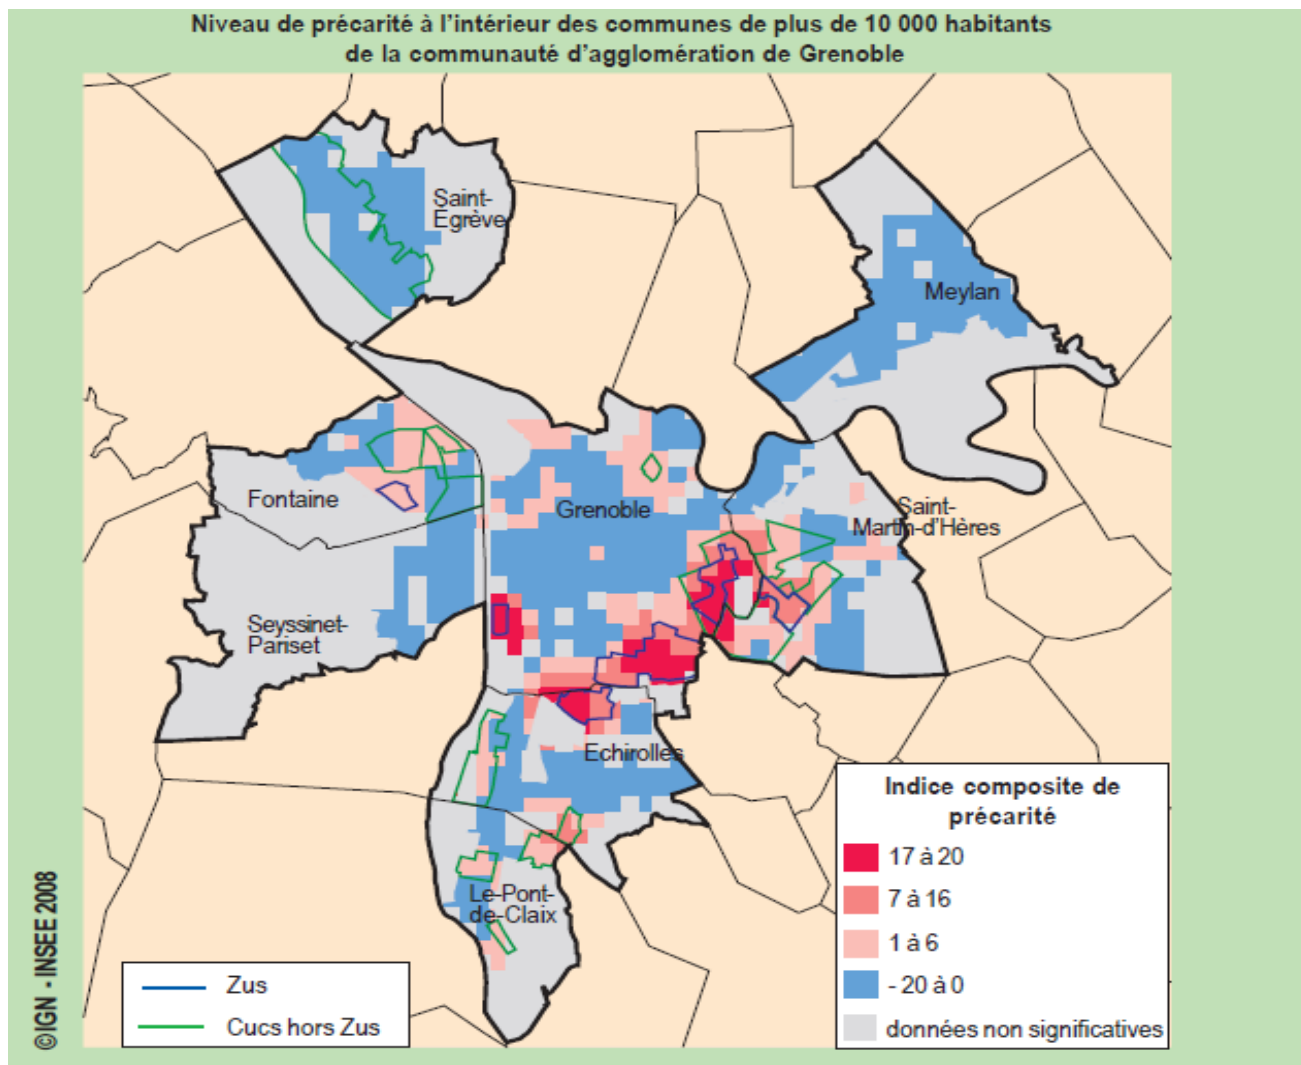 Niveau de précarité à l'intérieur des communes de plus de 10 000 habitants
de la communauté d'agglomération de Grenoble
Saint-
Egrève
Meylan
Fontaine
Grenoble
Saint-
Martin-d'Hères
Seyssinet-
Pariset
Echirolles
Le-Pont-
de-Claix
Indice composite de
précarité
17 à 20
7 à 16
1 à 6
- 20 à 0
données non significatives
Zus
Cucs hors Zus
©IGN - INSEE 2008